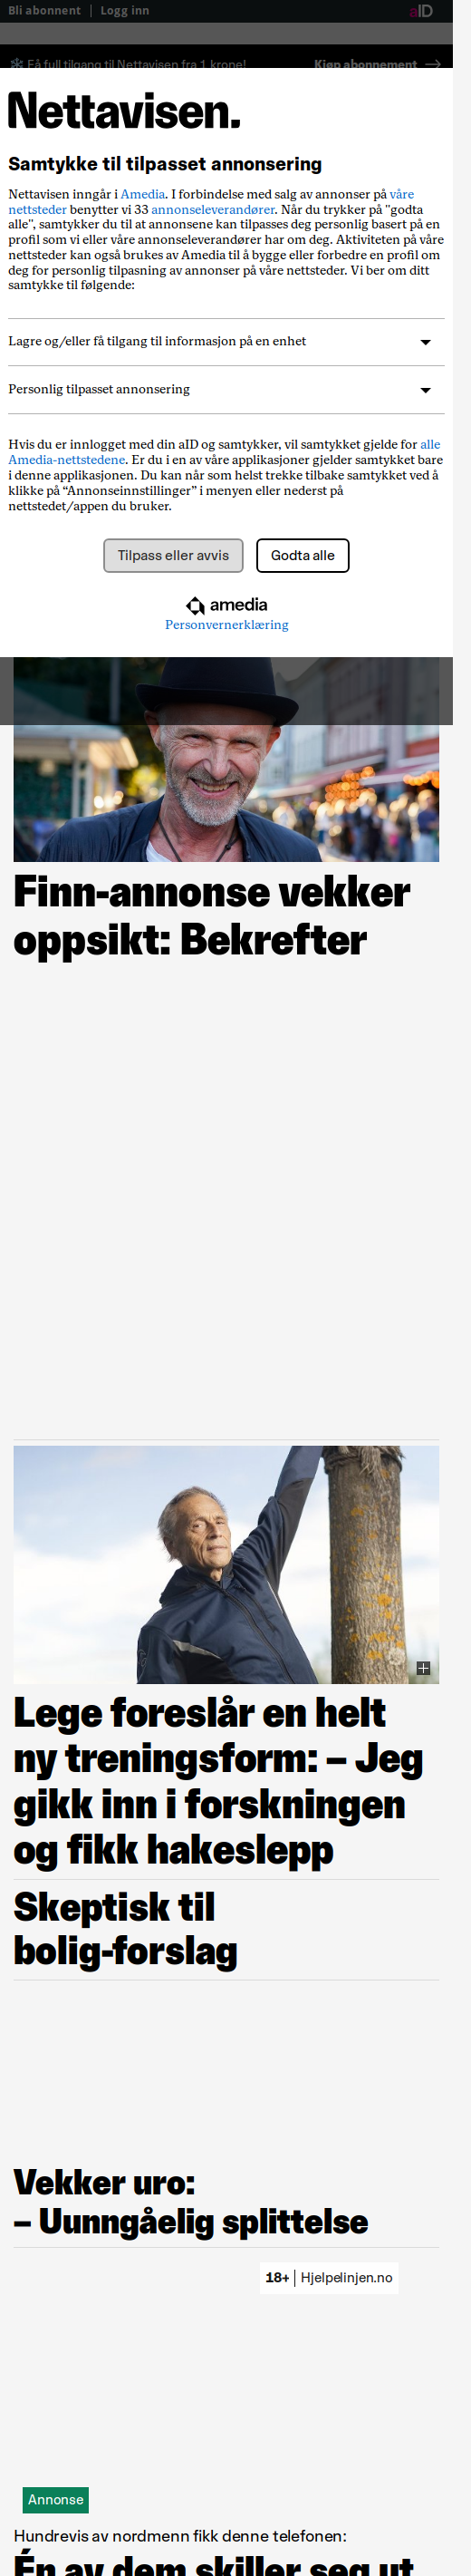 Bli abonnent | Logg inn
aID
Få full tilgang til Nettavisen fra 1 krone!
Kjøp abonnement
Nettavisen.
Samtykke til tilpasset annonsering
Nettavisen inngår i Amedia. I forbindelse med salg av annonser på våre
nettsteder benytter vi 33 annonseleverandører. Når du trykker på "godta
alle", samtykker du til at annonsene kan tilpasses deg personlig basert på en
profil som vi eller våre annonseleverandører har om deg. Aktiviteten på våre
nettsteder kan også brukes av Amedia til å bygge eller forbedre en profil om
deg for personlig tilpasning av annonser på våre nettsteder. Vi ber om ditt
samtykke til følgende:
Lagre og/eller få tilgang til informasjon på en enhet
Personlig tilpasset annonsering
Hvis du er innlogget med din aID og samtykker, vil samtykket gjelde for alle
Amedia-nettstedene. Er du i en av våre applikasjoner gjelder samtykket bare
i denne applikasjonen. Du kan når som helst trekke tilbake samtykket ved å
klikke på “Annonseinnstillinger” i menyen eller nederst på
nettstedet/appen du bruker.
Tilpass eller avvis
Godta alle
amedia
Personvernerklæring
Finn-annonse vekker
oppsikt: Bekrefter
Lege foreslår en helt
ny treningsform: – Jeg
gikk inn i forskningen
og fikk hakeslepp
Skeptisk til
bolig-forslag
Vekker uro:
– Uunngåelig splittelse
18+ | Hjelpelinjen.no
Annonse
Hundrevis av nordmenn fikk denne telefonen:
Én av dem skiller seg ut